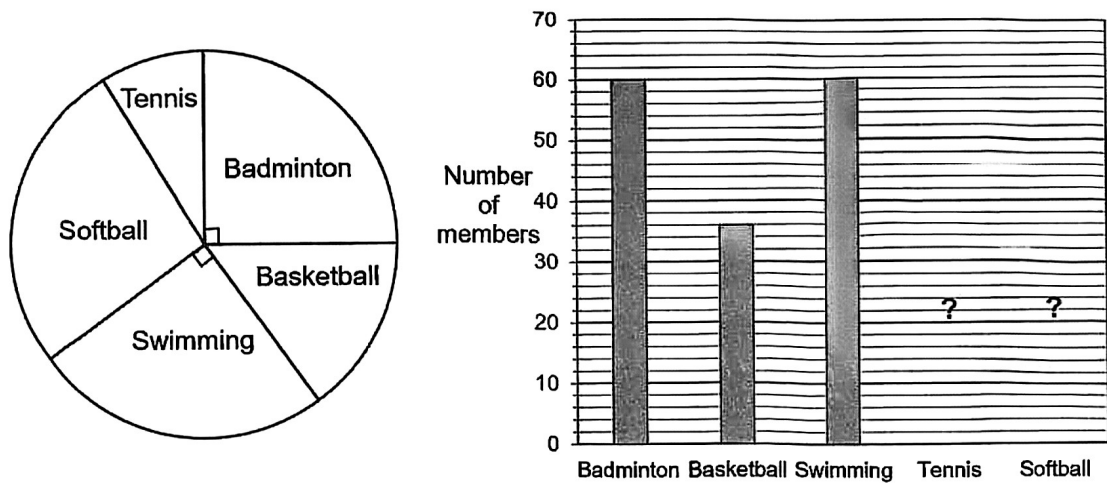 Tennis
Badminton
Softball
Basketball
Swimming
70
60
50
40
30
20
10
0
Number
of
members
?
?
Badminton Basketball Swimming Tennis Softball